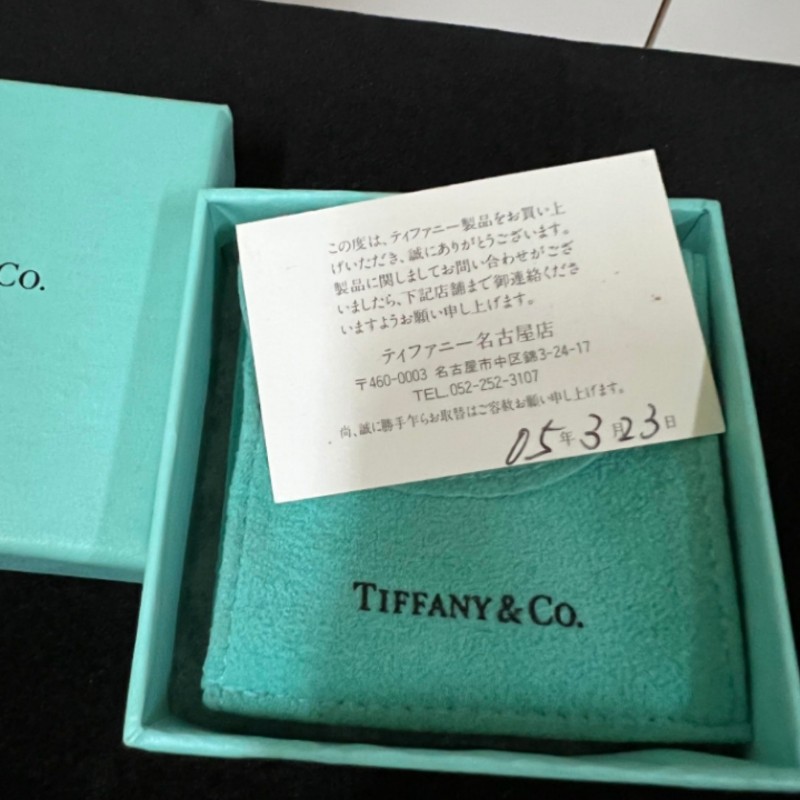 Co.
この度は、ティファニー製品をお買い上
げいただき、誠にありがとうございます。
製品に関しましてお問い合わせがござ
いましたら、下記店舗まで御連絡くださ
いますようお願い申し上げます。
ティファニー名古屋店
〒460-0003 名古屋市中区錦3-24-17
TEL.052-252-3107
尚、誠に勝手乍らお取替はご容赦お願い申し上げます。
05年3月23日
TIFFANY & CO.